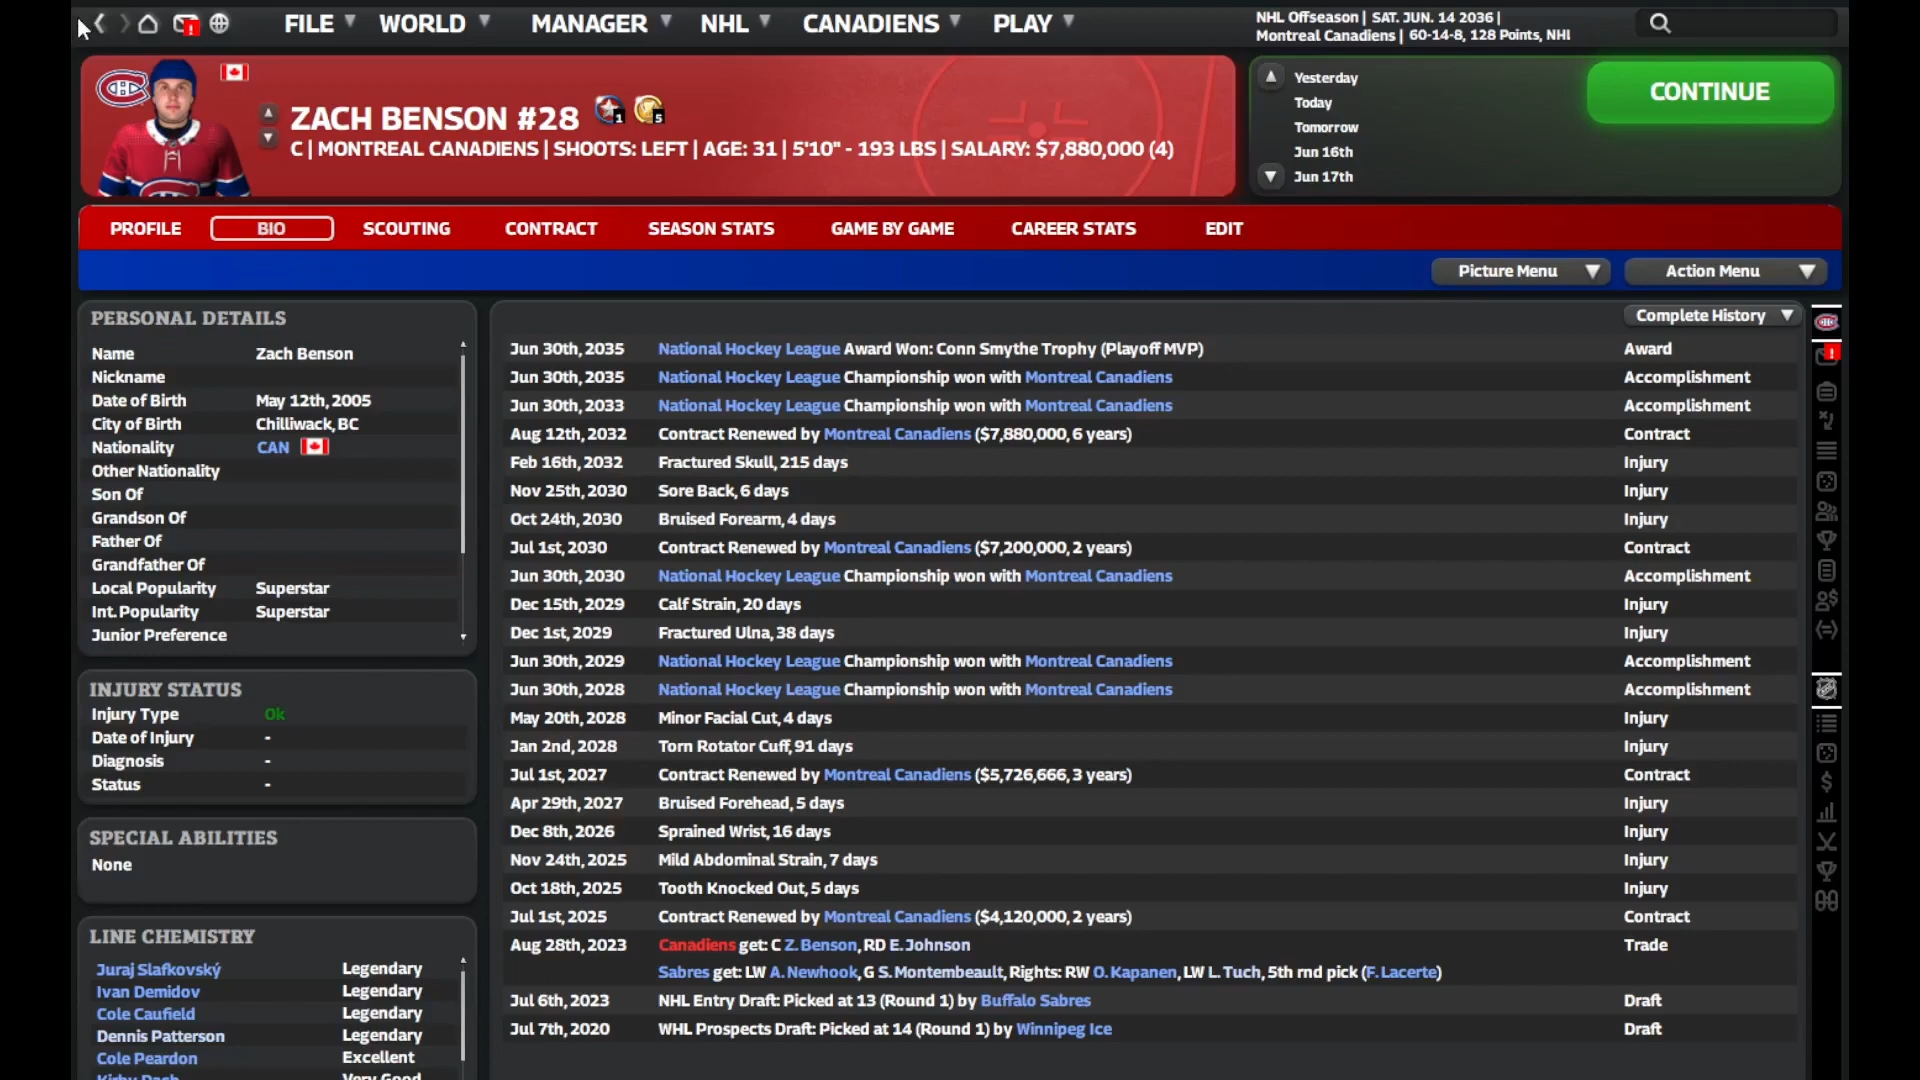 FILE WORLD MANAGER NHL CANADIENS PLAY
NHL Offseason | SAT. JUN. 14 2036 |
Montreal Canadiens | 60-14-8, 128 Points, NHL
ZACH BENSON #28 1 5
C | MONTREAL CANADIENS | SHOOTS: LEFT | AGE: 31 | 5'10" - 193 LBS | SALARY: $7,880,000 (4)
Yesterday
Today
Tomorrow
Jun 16th
Jun 17th
CONTINUE
PROFILE BIO SCOUTING CONTRACT SEASON STATS GAME BY GAME CAREER STATS EDIT
Picture Menu Action Menu
PERSONAL DETAILS
Name Zach Benson
Nickname
Date of Birth May 12th, 2005
City of Birth Chilliwack, BC
Nationality CAN
Other Nationality
Son Of
Grandson Of
Father Of
Grandfather Of
Local Popularity Superstar
Int. Popularity Superstar
Junior Preference
INJURY STATUS
Injury Type Ok
Date of Injury -
Diagnosis -
Status -
SPECIAL ABILITIES
None
LINE CHEMISTRY
Juraj Slafkovský Legendary
Ivan Demidov Legendary
Cole Caufield Legendary
Dennis Patterson Legendary
Cole Peardon Excellent
Kirby Dach Very Good
Complete History
Jun 30th, 2035 National Hockey League Award Won: Conn Smythe Trophy (Playoff MVP) Award
Jun 30th, 2035 National Hockey League Championship won with Montreal Canadiens Accomplishment
Jun 30th, 2033 National Hockey League Championship won with Montreal Canadiens Accomplishment
Aug 12th, 2032 Contract Renewed by Montreal Canadiens ($7,880,000, 6 years) Contract
Feb 16th, 2032 Fractured Skull, 215 days Injury
Nov 25th, 2030 Sore Back, 6 days Injury
Oct 24th, 2030 Bruised Forearm, 4 days Injury
Jul 1st, 2030 Contract Renewed by Montreal Canadiens ($7,200,000, 2 years) Contract
Jun 30th, 2030 National Hockey League Championship won with Montreal Canadiens Accomplishment
Dec 15th, 2029 Calf Strain, 20 days Injury
Dec 1st, 2029 Fractured Ulna, 38 days Injury
Jun 30th, 2029 National Hockey League Championship won with Montreal Canadiens Accomplishment
Jun 30th, 2028 National Hockey League Championship won with Montreal Canadiens Accomplishment
May 20th, 2028 Minor Facial Cut, 4 days Injury
Jan 2nd, 2028 Torn Rotator Cuff, 91 days Injury
Jul 1st, 2027 Contract Renewed by Montreal Canadiens ($5,726,666, 3 years) Contract
Apr 29th, 2027 Bruised Forehead, 5 days Injury
Dec 8th, 2026 Sprained Wrist, 16 days Injury
Nov 24th, 2025 Mild Abdominal Strain, 7 days Injury
Oct 18th, 2025 Tooth Knocked Out, 5 days Injury
Jul 1st, 2025 Contract Renewed by Montreal Canadiens ($4,120,000, 2 years) Contract
Aug 28th, 2023 Canadiens get: C Z. Benson, RD E. Johnson Trade
Sabres get: LW A. Newhook, G S. Montembeault, Rights: RW O. Kapanen, LW L. Tuch, 5th rnd pick (F. Lacerte)
Jul 6th, 2023 NHL Entry Draft: Picked at 13 (Round 1) by Buffalo Sabres Draft
Jul 7th, 2020 WHL Prospects Draft: Picked at 14 (Round 1) by Winnipeg Ice Draft